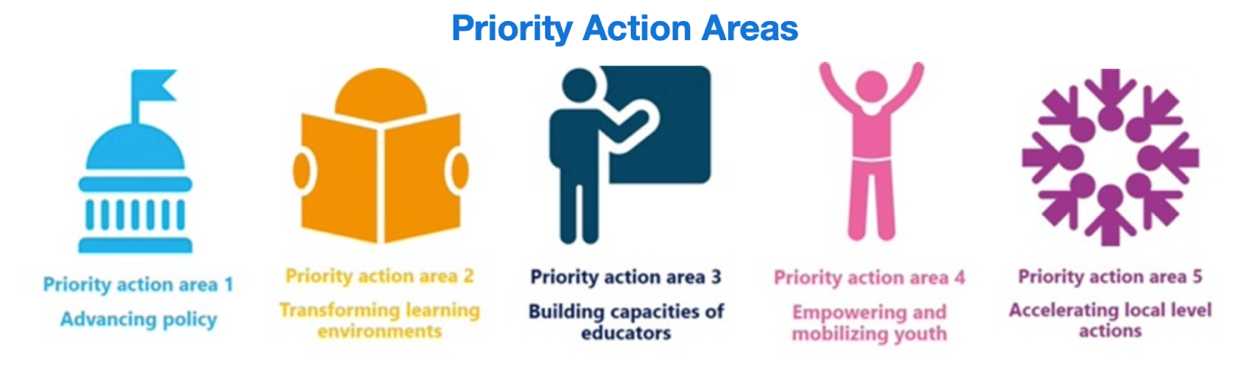 Priority Action Areas
Priority action area 1
Advancing policy
Priority action area 2
Transforming learning
environments
Priority action area 3
Building capacities of
educators
Priority action area 4
Empowering and
mobilizing youth
Priority action area 5
Accelerating local level
actions